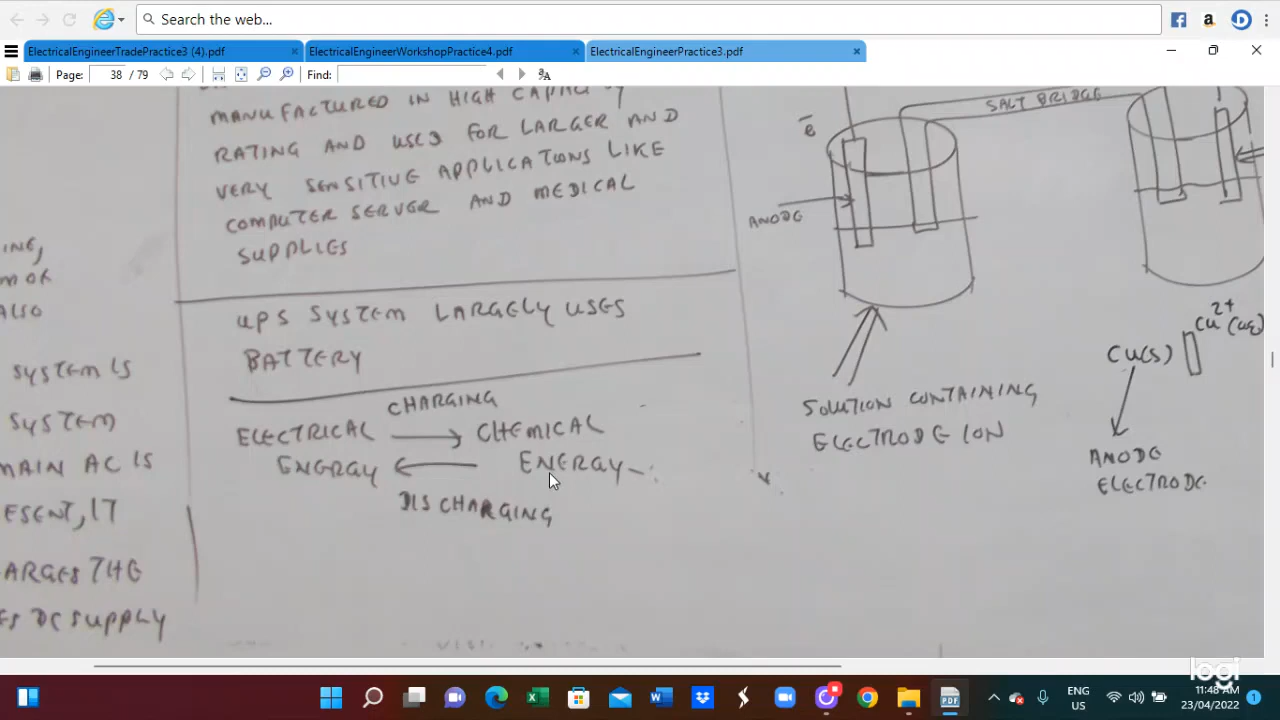 Search the web...
ElectricalEngineerTradePractice3 (4).pdf
ElectricalEngineerWorkshopPractice4.pdf
ElectricalEngineerPractice3.pdf
Page: 38 / 79 Find:
MANUFACTURED IN HIGH CAPACITY
RATING AND USES FOR LARGER AND
VERY SENSITIVE APPLICATIONS LIKE
COMPUTER SERVER AND MEDICAL
SUPPLIES
UPS SYSTEM LARGELY USES
BATTERY
CHARGING
ELECTRICAL → CHEMICAL
ENERGY ← ENERGY
DISCHARGING
ALSO
SYSTEM IS
SYSTEM
MAIN AC IS
ESENT, IT
ARGES THE
DC SUPPLY
SALT BRIDGE
e
ANODE
SOLUTION CONTAINING
ELECTRODE ION
Cu(s)
Cu2+ (aq)
ANODE
ELECTRODE
ENG
US
11:48 AM
23/04/2022
logi